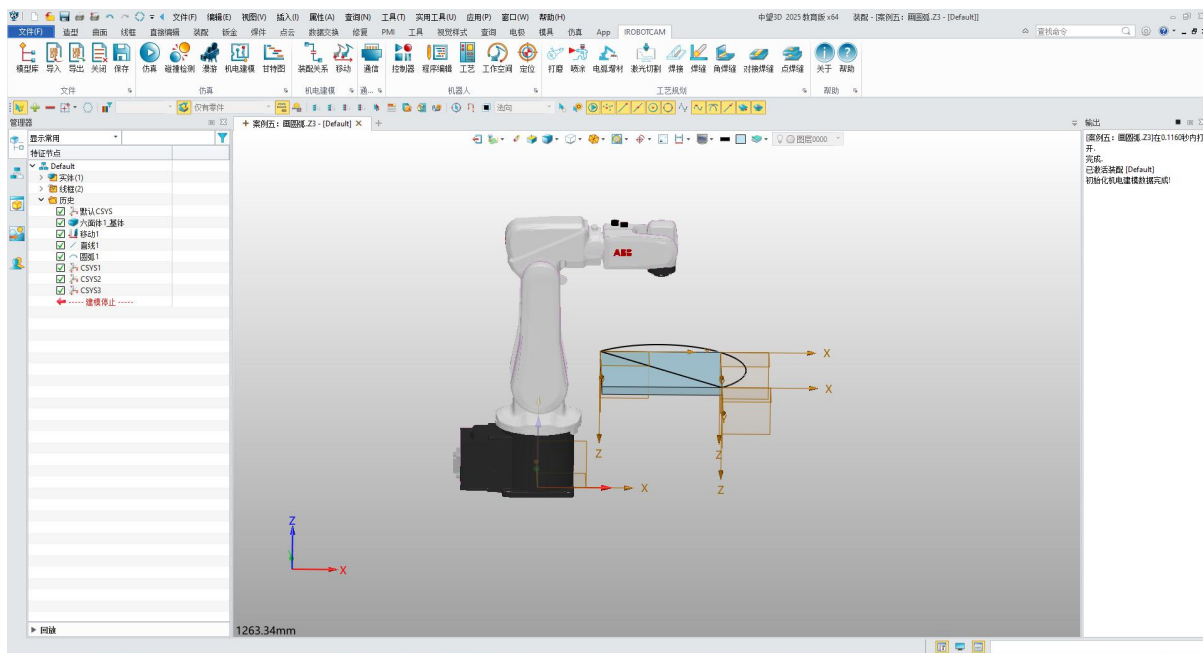 文件(F) 编辑(E) 视图(V) 插入(I) 属性(A) 查询(N) 工具(T) 实用工具(U) 应用(P) 窗口(W) 帮助(H) 中望3D 2025 教育版 x64 装配 - [案例五：画圆弧.Z3 - [Default]]
文件(F) 造型 曲面 线框 直接编辑 装配 钣金 焊件 点云 数据交换 修复 PMI 工具 视觉样式 查询 电极 模具 仿真 App IROBOTCAM 查找命令
模型库 导入 导出 关闭 保存 仿真 碰撞检测 漫游 机电建模 甘特图 装配关系 移动 通信 控制器 程序编辑 工艺 工作空间 定位 打磨 喷涂 电弧增材 激光切割 焊接 焊缝 角焊缝 对接焊缝 点焊缝 关于 帮助
文件 仿真 机电建模 通... 机器人 工艺规划 帮助
仅有零件 法向
管理器 案例五：画圆弧.Z3 - [Default] 输出
显示常用 图层0000
特征节点
Default
实体(1)
线框(2)
历史
默认CSYS
六面体1_基体
移动1
直线1
圆弧1
CSYS1
CSYS2
CSYS3
----- 建模停止 -----
[案例五：画圆弧.Z3]在0.1160秒内打
开.
完成.
已激活装配 [Default]
初始化机电建模数据完成!
ABB
X
X
Z
Z
X
Z
Z
X
回放
1263.34mm